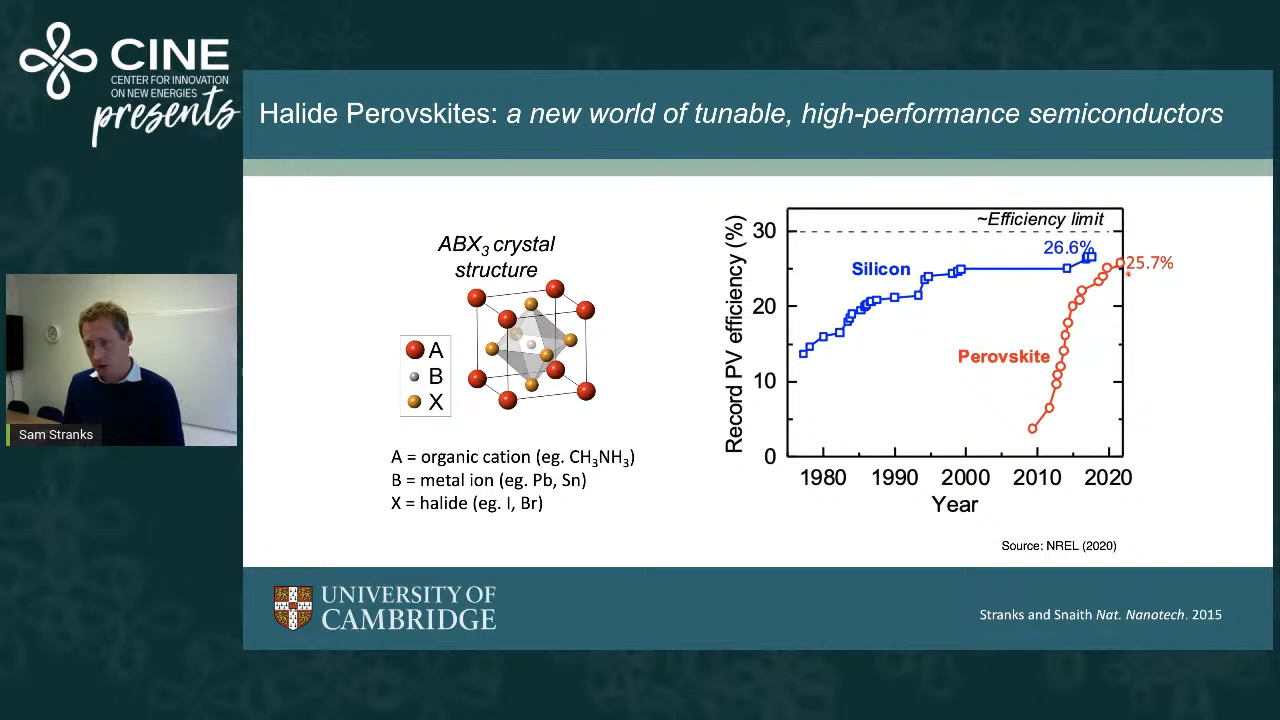 CINE
CENTER FOR INNOVATION
ON NEW ENERGIES
presents
Halide Perovskites: a new world of tunable, high-performance semiconductors
Sam Stranks
ABX3 crystal
structure
A
B
X
A = organic cation (eg. CH3NH3)
B = metal ion (eg. Pb, Sn)
X = halide (eg. I, Br)
Record PV efficiency (%)
30
20
10
0
~Efficiency limit
26.6%
25.7%
Silicon
Perovskite
1980 1990 2000 2010 2020
Year
Source: NREL (2020)
UNIVERSITY OF
CAMBRIDGE
Stranks and Snaith Nat. Nanotech. 2015